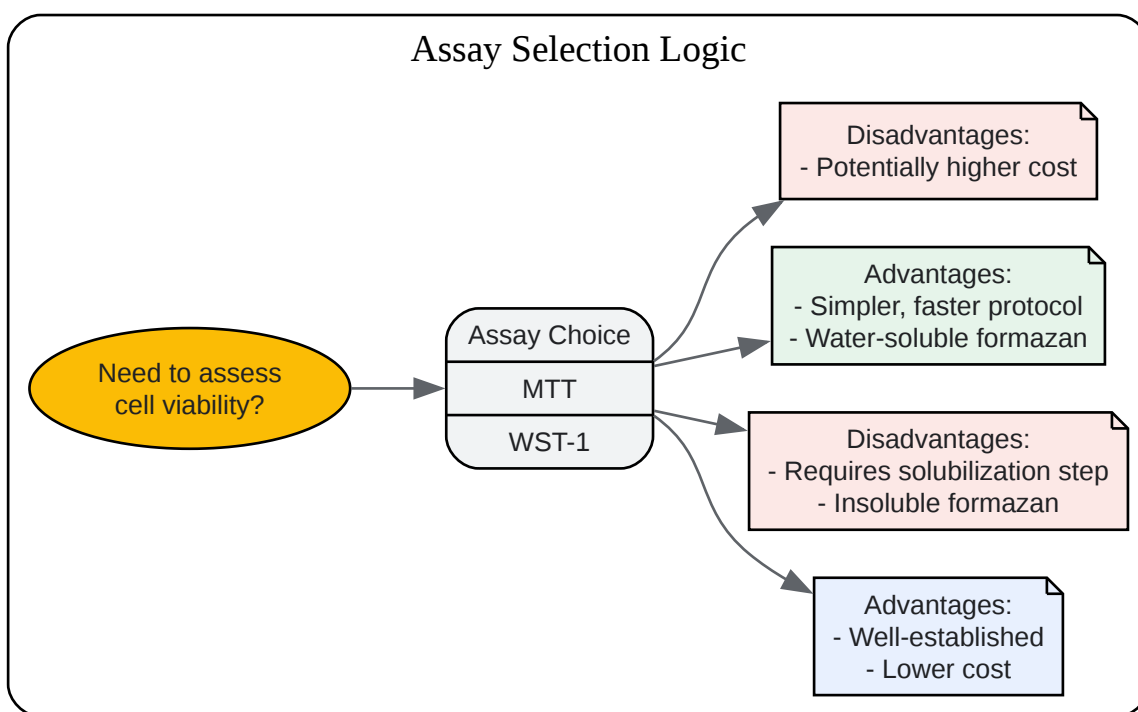 Assay Selection Logic
Need to assess
cell viability?
Assay Choice
MTT
WST-1
Disadvantages:
- Potentially higher cost
Advantages:
- Simpler, faster protocol
- Water-soluble formazan
Disadvantages:
- Requires solubilization step
- Insoluble formazan
Advantages:
- Well-established
- Lower cost